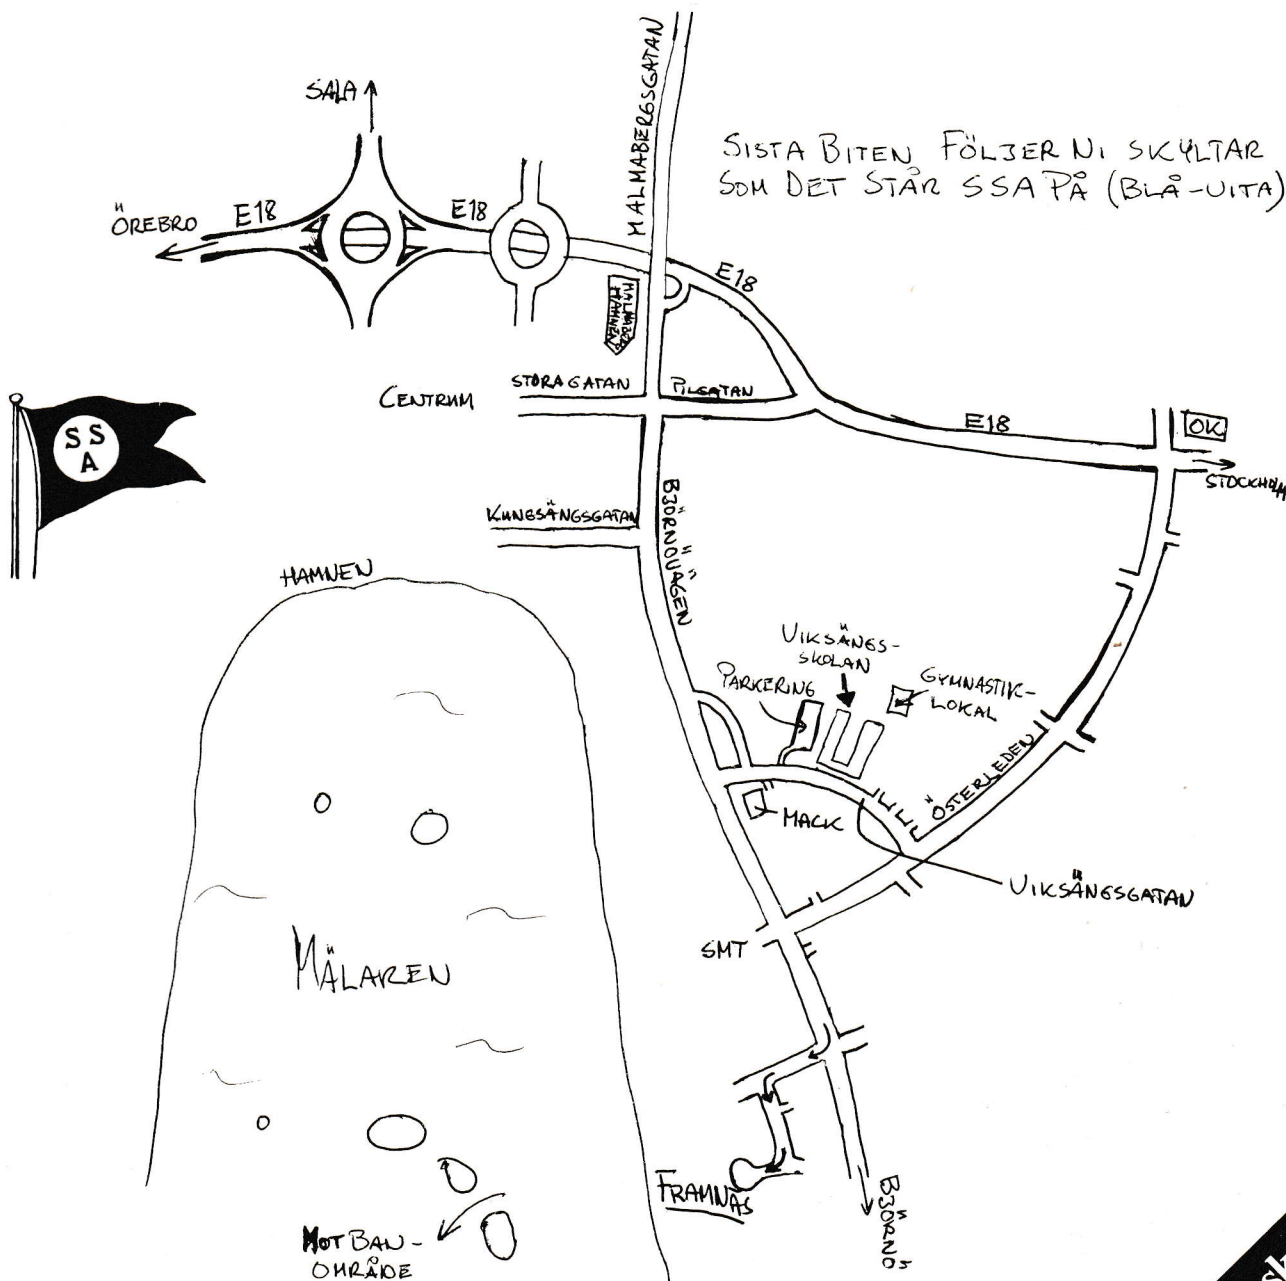 SALA
MALMABERGSGATAN
SISTA BITEN FÖLJER NI SKYLTAR
SOM DET STÅR SSA PÅ (BLÅ-VITA)
ÖREBRO
E18
E18
E18
STORA GATAN
PILGATAN
CENTRUM
E18
OK
STOCKHOLM
S S
A
KUNGSÄNGSGATAN
BJÖRNÖVÄGEN
HAMNEN
VIKSÄNGS-
SKOLAN
PARKERING
GYMNASTIK-
LOKAL
ÖSTERLEDEN
MACK
VIKSÄNGSGATAN
SMT
MÄLAREN
FRAMNÄS
BJÖRNÖ
MOT BAN-
OMRÅDE